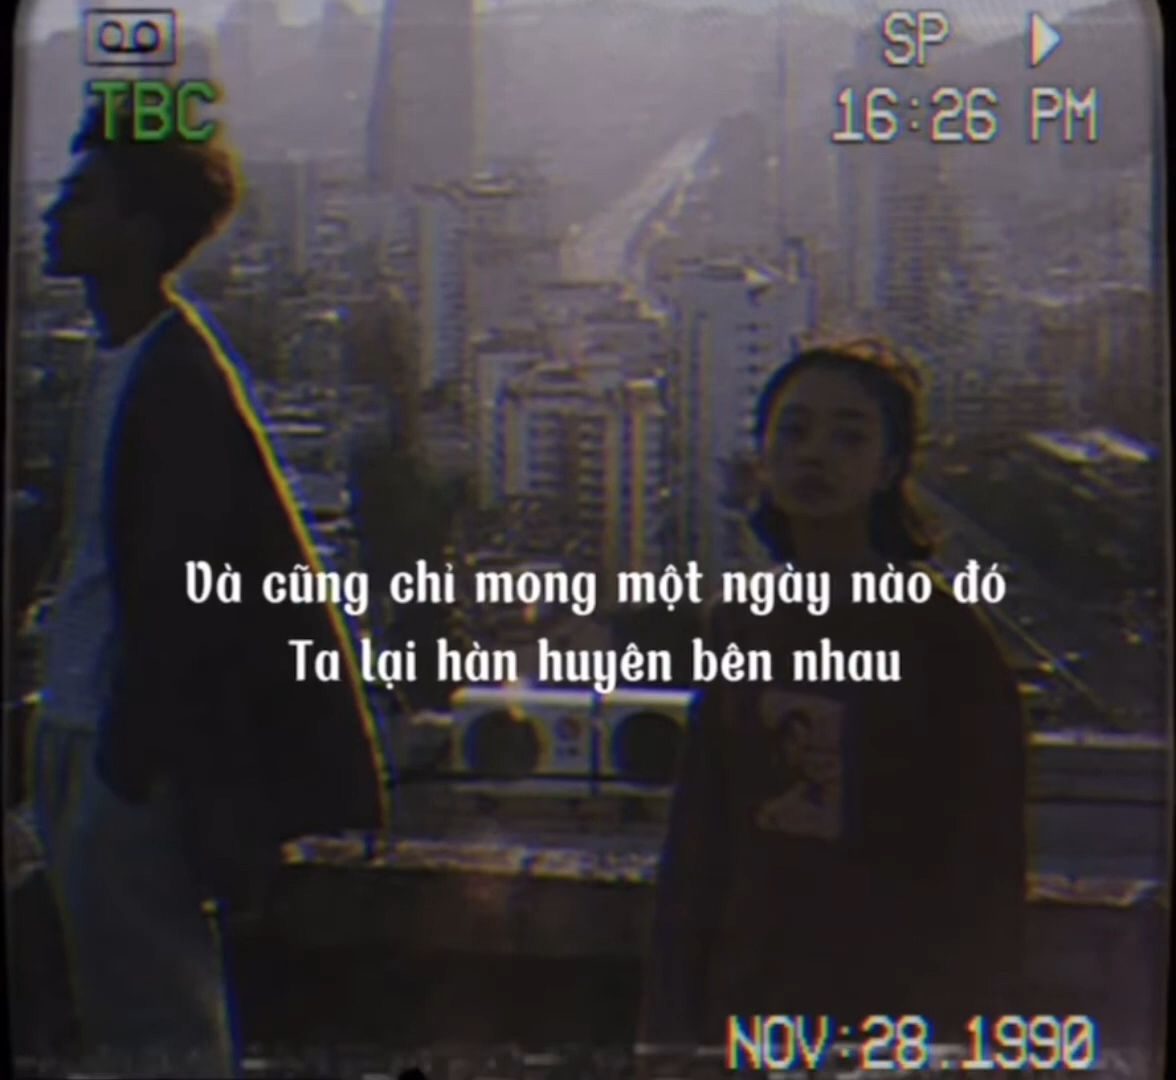 TBC
SP
16:26 PM
Và cũng chỉ mong một ngày nào đó
Ta lại hàn huyên bên nhau
NOV:28.1990